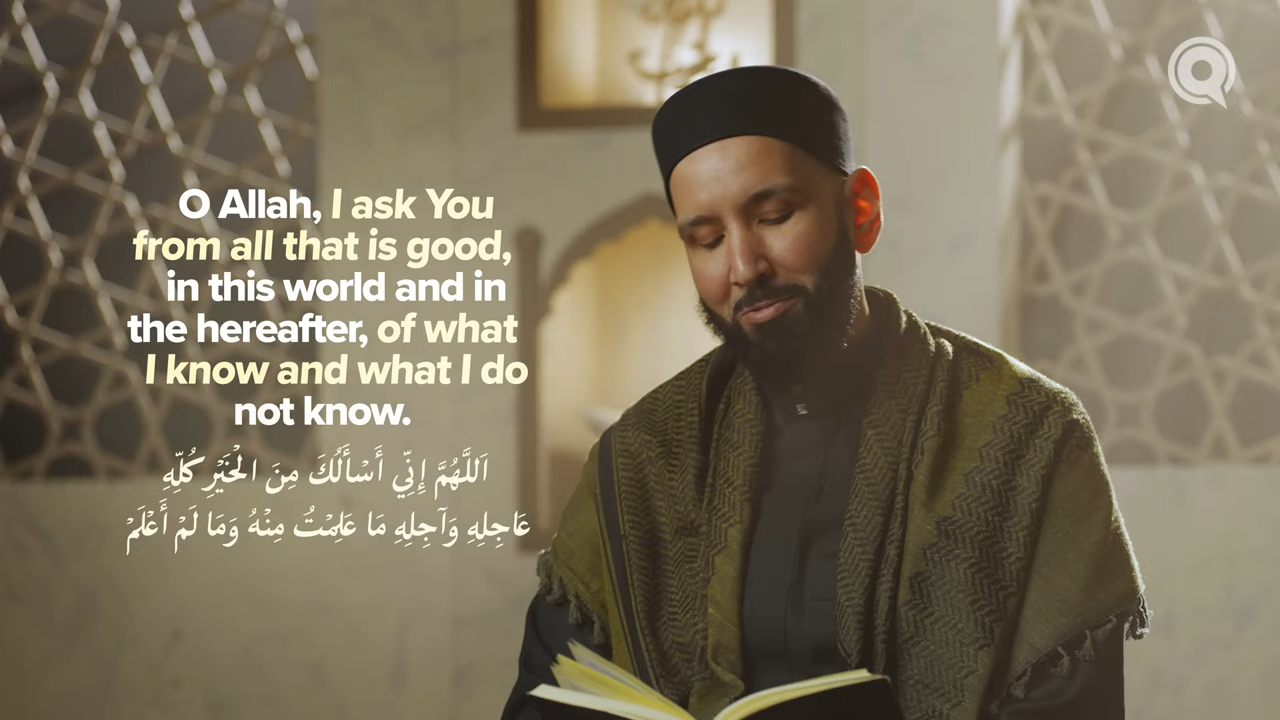 O Allah, I ask You
from all that is good,
in this world and in
the hereafter, of what
I know and what I do
not know.
اَللَّهُمَّ إِنِّي أَسْأَلُكَ مِنَ الْخَيْرِ كُلِّهِ
عَاجِلِهِ وَآجِلِهِ مَا عَلِمْتُ مِنْهُ وَمَا لَمْ أَعْلَمْ